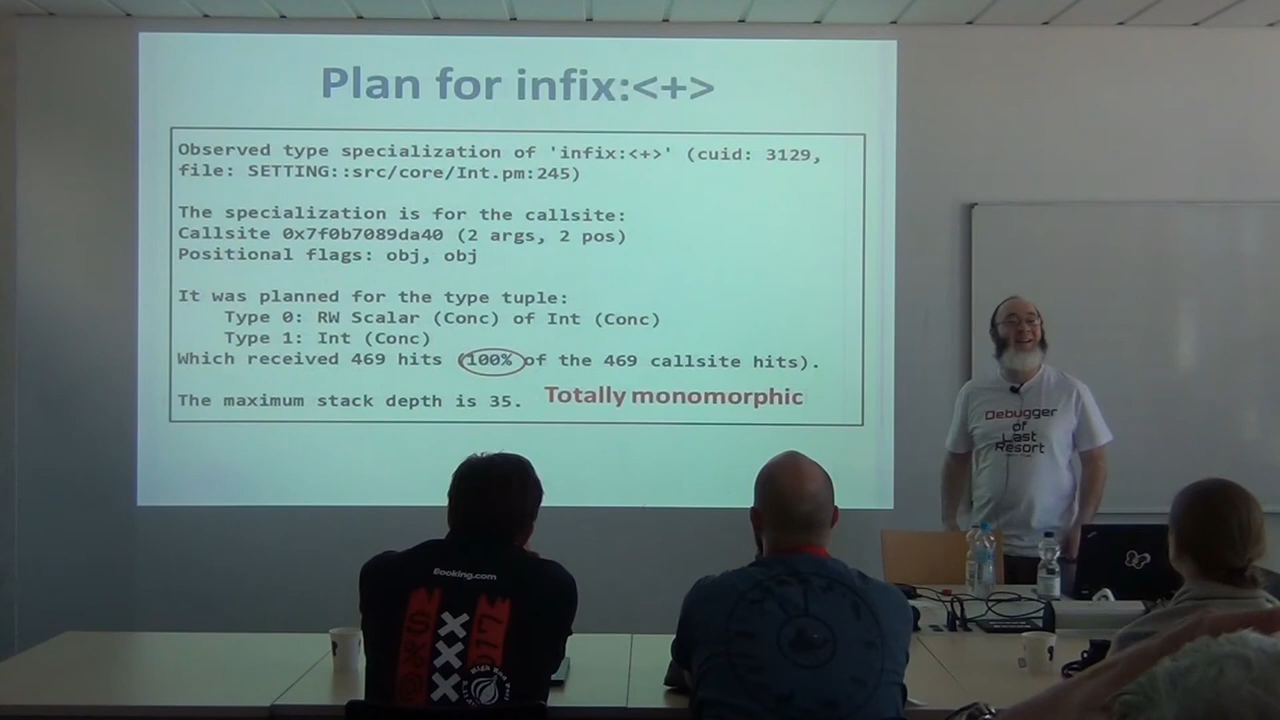 Plan for infix:<+>
Observed type specialization of 'infix:<+>' (cuid: 3129,
file: SETTING::src/core/Int.pm:245)
The specialization is for the callsite:
Callsite 0x7f0b7089da40 (2 args, 2 pos)
Positional flags: obj, obj
It was planned for the type tuple:
Type 0: RW Scalar (Conc) of Int (Conc)
Type 1: Int (Conc)
Which received 469 hits (100% of the 469 callsite hits).
The maximum stack depth is 35.
Totally monomorphic
Debugger
of
Last
Resort
Booking.com